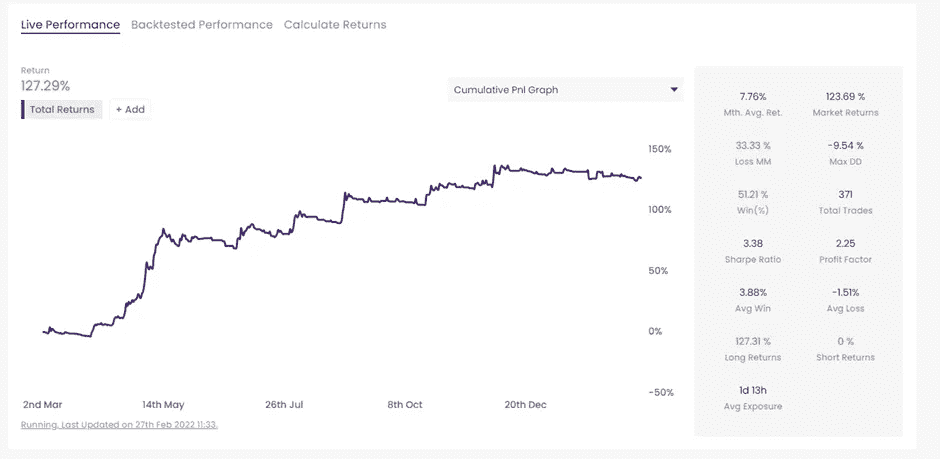 Live Performance Backtested Performance Calculate Returns
Return
127.29%
Total Returns + Add
Cumulative Pnl Graph
150%
100%
50%
0%
-50%
2nd Mar 14th May 26th Jul 8th Oct 20th Dec
Running, Last Updated on 27th Feb 2022 11:33.
7.76% 123.69 %
Mth. Avg. Ret. Market Returns
33.33 % -9.54 %
Loss MM Max DD
51.21 % 371
Win(%) Total Trades
3.38 2.25
Sharpe Ratio Profit Factor
3.88% -1.51%
Avg Win Avg Loss
127.31 % 0 %
Long Returns Short Returns
1d 13h
Avg Exposure